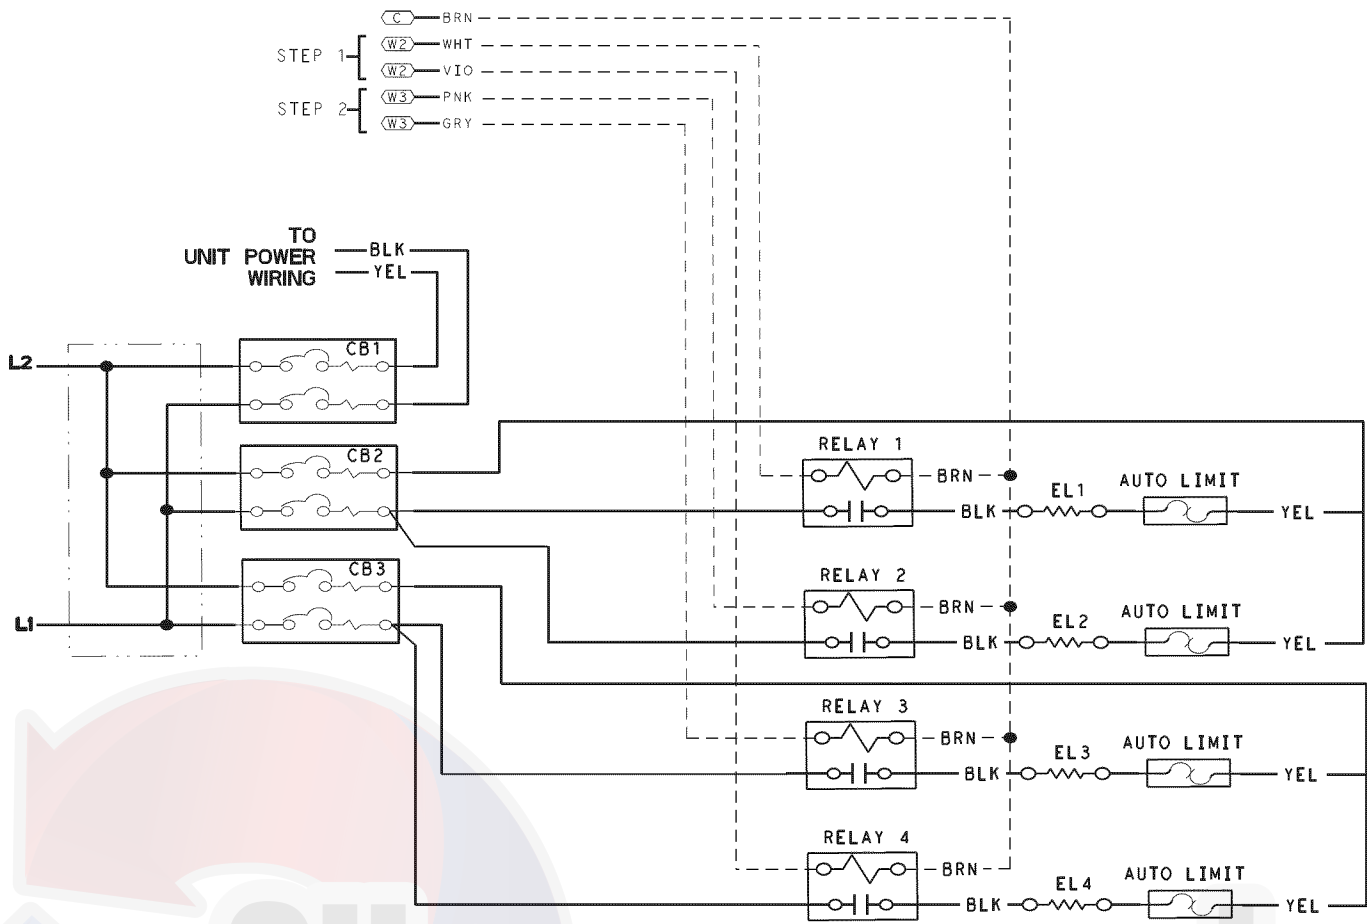 C BRN
STEP 1
W2 WHT
W2 VIO
STEP 2
W3 PNK
W3 GRY
TO
UNIT POWER
WIRING
BLK
YEL
L2
CB1
CB2
CB3
L1
RELAY 1
BRN
BLK
EL1
AUTO LIMIT
YEL
RELAY 2
BRN
BLK
EL2
AUTO LIMIT
YEL
RELAY 3
BRN
BLK
EL3
AUTO LIMIT
YEL
RELAY 4
BRN
BLK
EL4
AUTO LIMIT
YEL